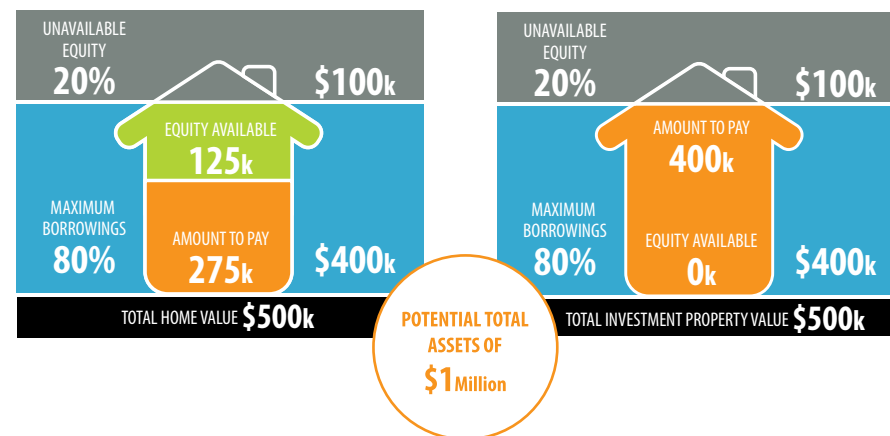 UNAVAILABLE
EQUITY
20%
$100k
EQUITY AVAILABLE
125k
MAXIMUM
BORROWINGS
80%
AMOUNT TO PAY
275k
$400k
TOTAL HOME VALUE $500k
POTENTIAL TOTAL
ASSETS OF
$1 Million
UNAVAILABLE
EQUITY
20%
$100k
AMOUNT TO PAY
400k
MAXIMUM
BORROWINGS
80%
EQUITY AVAILABLE
0k
$400k
TOTAL INVESTMENT PROPERTY VALUE $500k